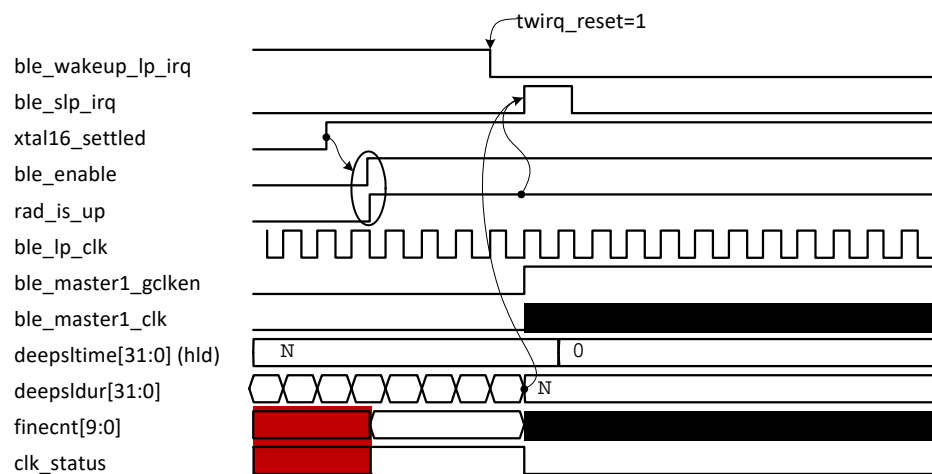 twirq_reset=1
ble_wakeup_lp_irq
ble_slp_irq
xtal16_settled
ble_enable
rad_is_up
ble_lp_clk
ble_master1_gclken
ble_master1_clk
deepsltime[31:0] (hld) N 0
deepsldur[31:0] N
finecnt[9:0]
clk_status